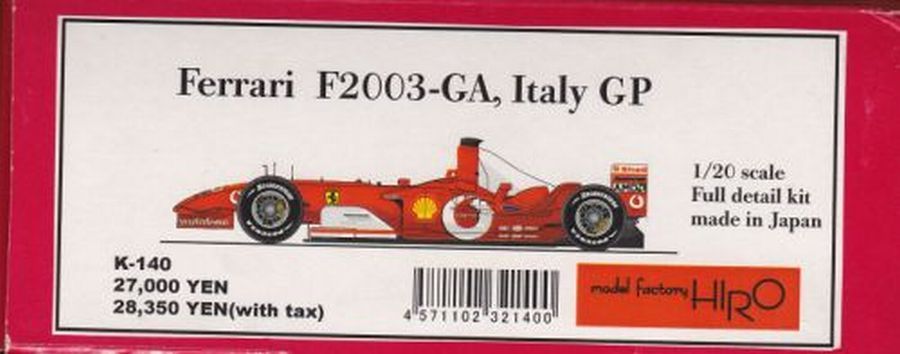 Ferrari F2003-GA, Italy GP
1/20 scale
Full detail kit
made in Japan
vodafone
K-140
27,000 YEN
28,350 YEN(with tax)
4 571102 321400
model factory HIRO